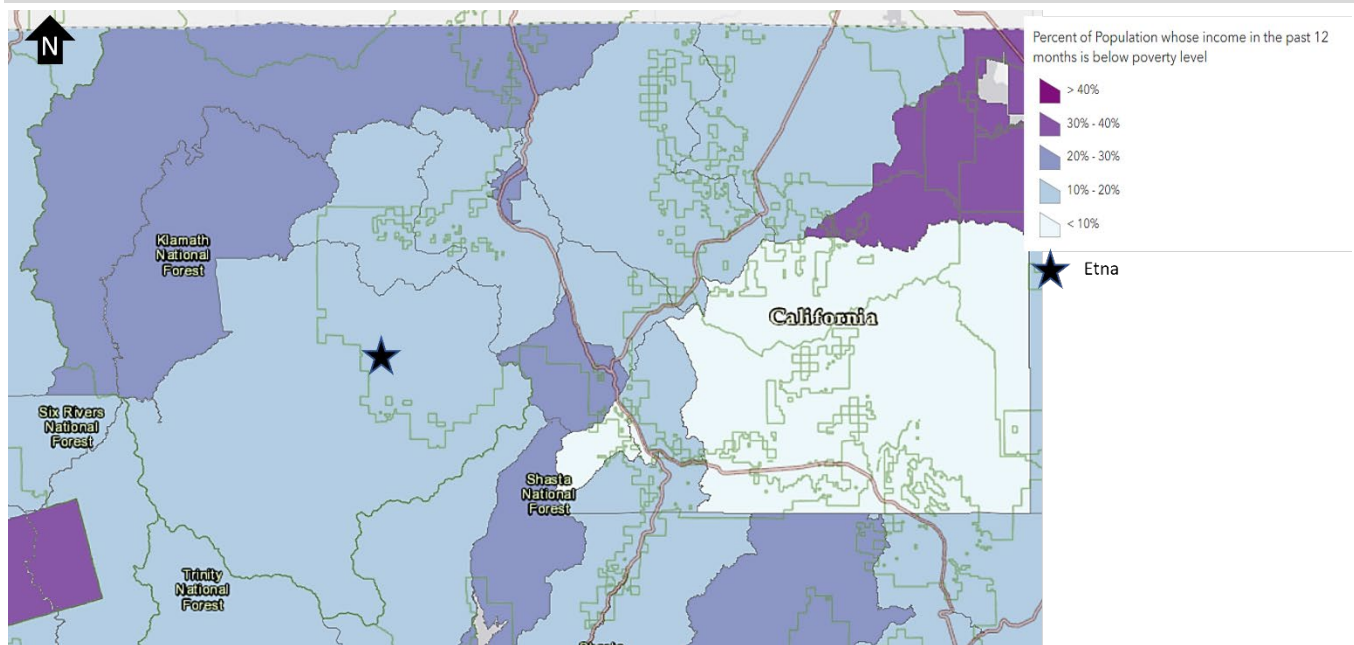 N
Percent of Population whose income in the past 12
months is below poverty level
> 40%
30% - 40%
20% - 30%
10% - 20%
< 10%
Etna
Klamath
National
Forest
California
Six Rivers
National
Forest
Shasta
National
Forest
Trinity
National
Forest